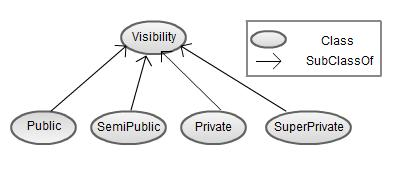 Visibility
Class
SubClassOf
Public
SemiPublic
Private
SuperPrivate